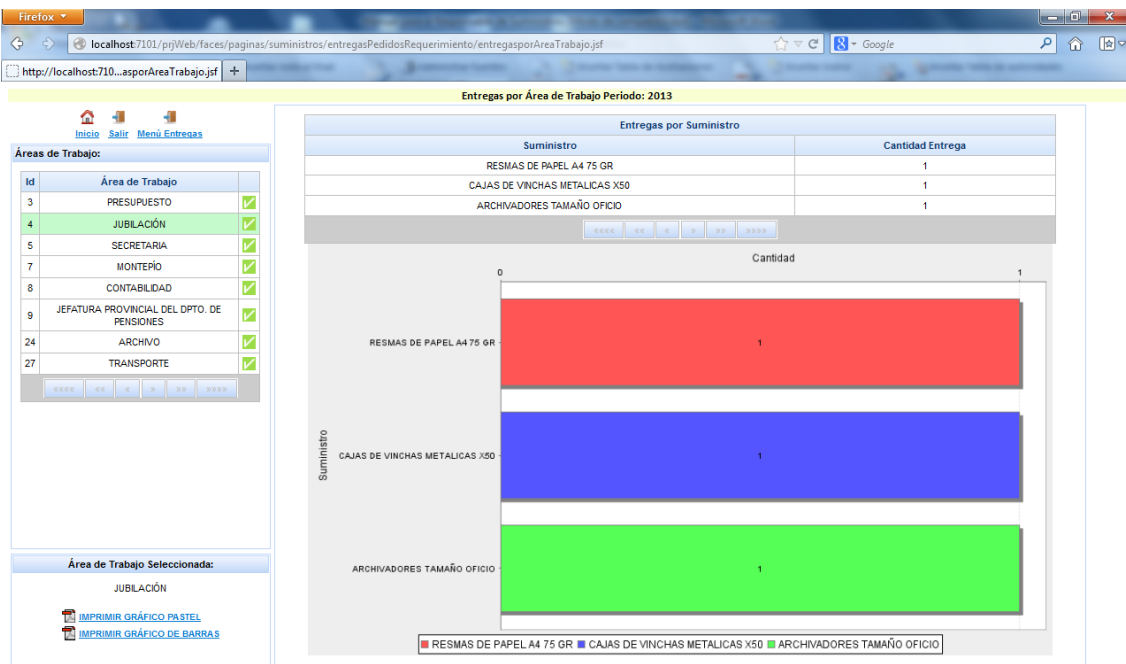 Firefox
localhost:7101/prjWeb/faces/paginas/suministros/entregasPedidosRequerimiento/entregasporAreaTrabajo.jsf
Google
http://localhost:710...asporAreaTrabajo.jsf
Entregas por Área de Trabajo Periodo: 2013
Inicio Salir Menú Entregas
Áreas de Trabajo:
Id Área de Trabajo
3 PRESUPUESTO
4 JUBILACIÓN
5 SECRETARIA
7 MONTEPÍO
8 CONTABILIDAD
9 JEFATURA PROVINCIAL DEL DPTO. DE
PENSIONES
24 ARCHIVO
27 TRANSPORTE
«««« «« « » »» »»»»
Área de Trabajo Seleccionada:
JUBILACIÓN
IMPRIMIR GRÁFICO PASTEL
IMPRIMIR GRÁFICO DE BARRAS
Entregas por Suministro
Suministro Cantidad Entrega
RESMAS DE PAPEL A4 75 GR 1
CAJAS DE VINCHAS METALICAS X50 1
ARCHIVADORES TAMAÑO OFICIO 1
«««« «« « » »» »»»»
Cantidad
0 1
RESMAS DE PAPEL A4 75 GR 1
Suministro
CAJAS DE VINCHAS METALICAS X50 1
ARCHIVADORES TAMAÑO OFICIO 1
RESMAS DE PAPEL A4 75 GR CAJAS DE VINCHAS METALICAS X50 ARCHIVADORES TAMAÑO OFICIO